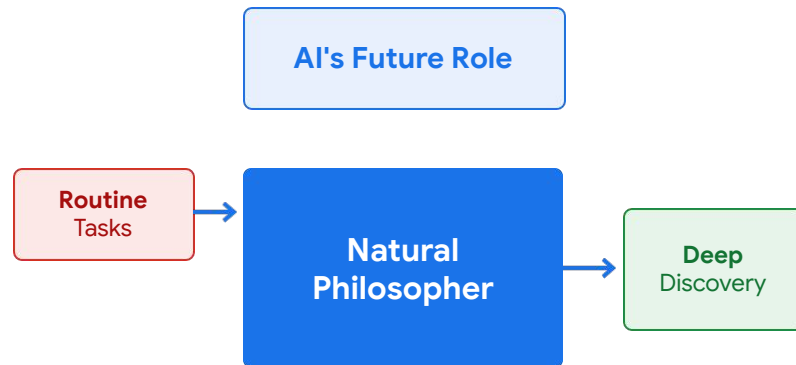 AI's Future Role
Routine
Tasks
Natural
Philosopher
Deep
Discovery